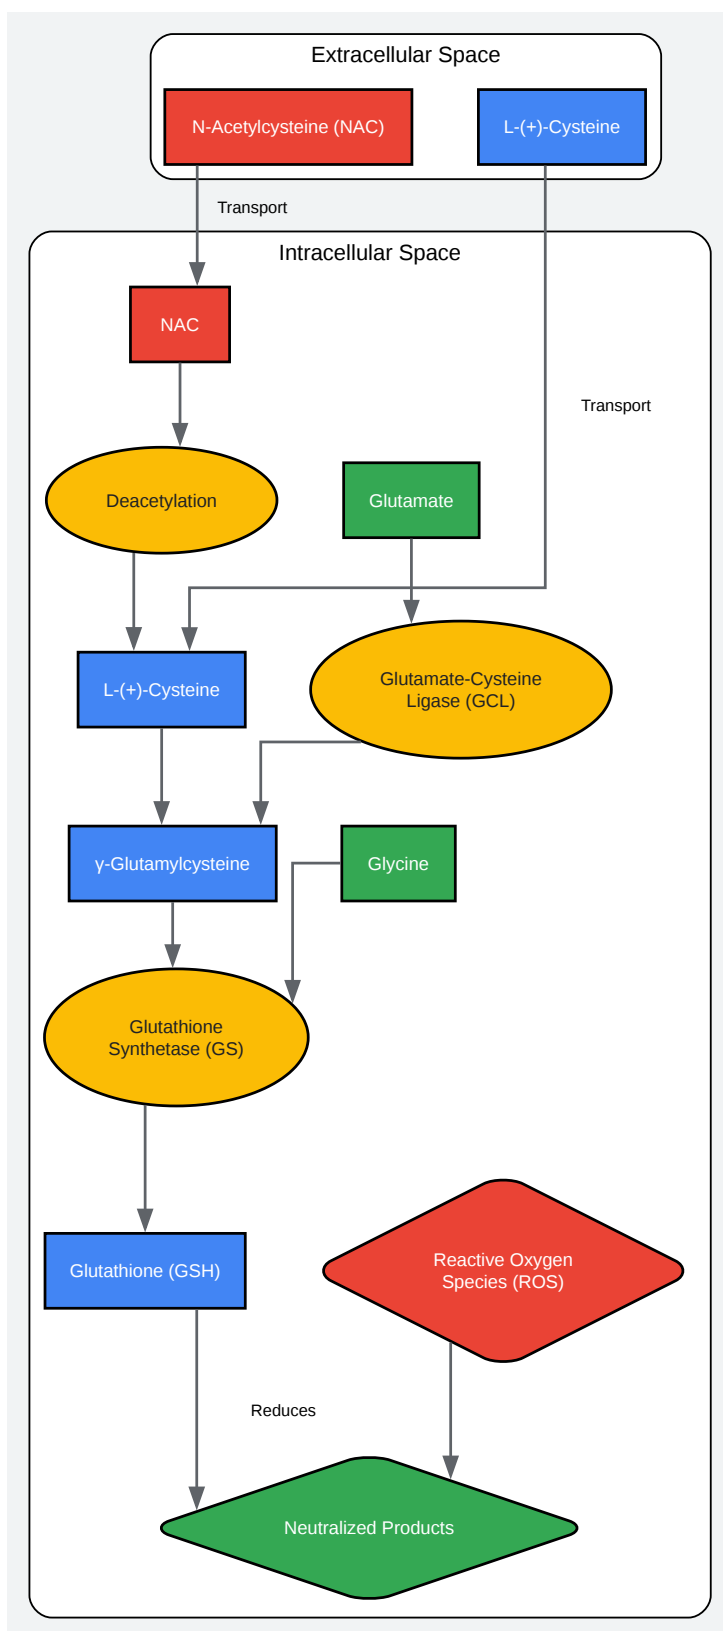 Extracellular Space
N-Acetylcysteine (NAC)
L-(+)-Cysteine
Transport
Intracellular Space
NAC
Transport
Deacetylation
Glutamate
L-(+)-Cysteine
Glutamate-Cysteine
Ligase (GCL)
γ-Glutamylcysteine
Glycine
Glutathione
Synthetase (GS)
Glutathione (GSH)
Reactive Oxygen
Species (ROS)
Reduces
Neutralized Products